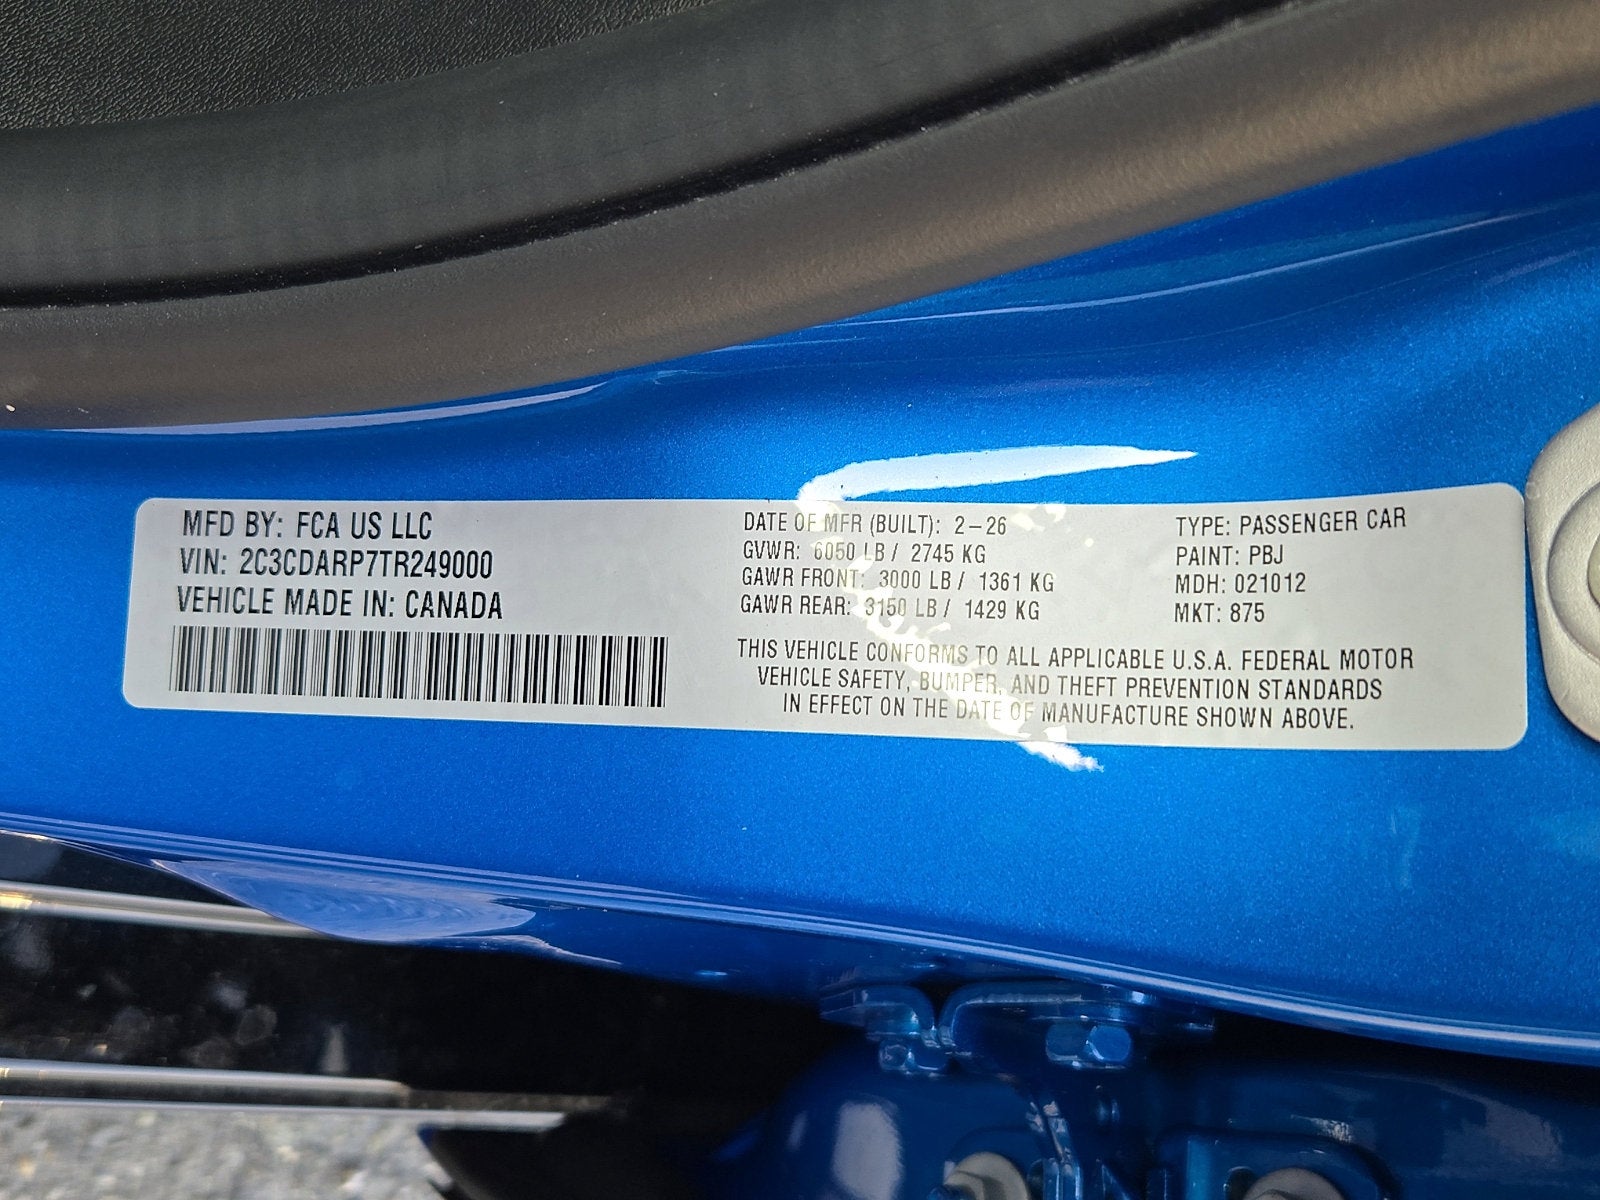 MFD BY: FCA US LLC
VIN: 2C3CDARP7TR249000
VEHICLE MADE IN: CANADA
DATE OF MFR (BUILT): 2-26
GVWR: 6050 LB / 2745 KG
GAWR FRONT: 3000 LB / 1361 KG
GAWR REAR: 3150 LB / 1429 KG
TYPE: PASSENGER CAR
PAINT: PBJ
MDH: 021012
MKT: 875
THIS VEHICLE CONFORMS TO ALL APPLICABLE U.S.A. FEDERAL MOTOR
VEHICLE SAFETY, BUMPER, AND THEFT PREVENTION STANDARDS
IN EFFECT ON THE DATE OF MANUFACTURE SHOWN ABOVE.